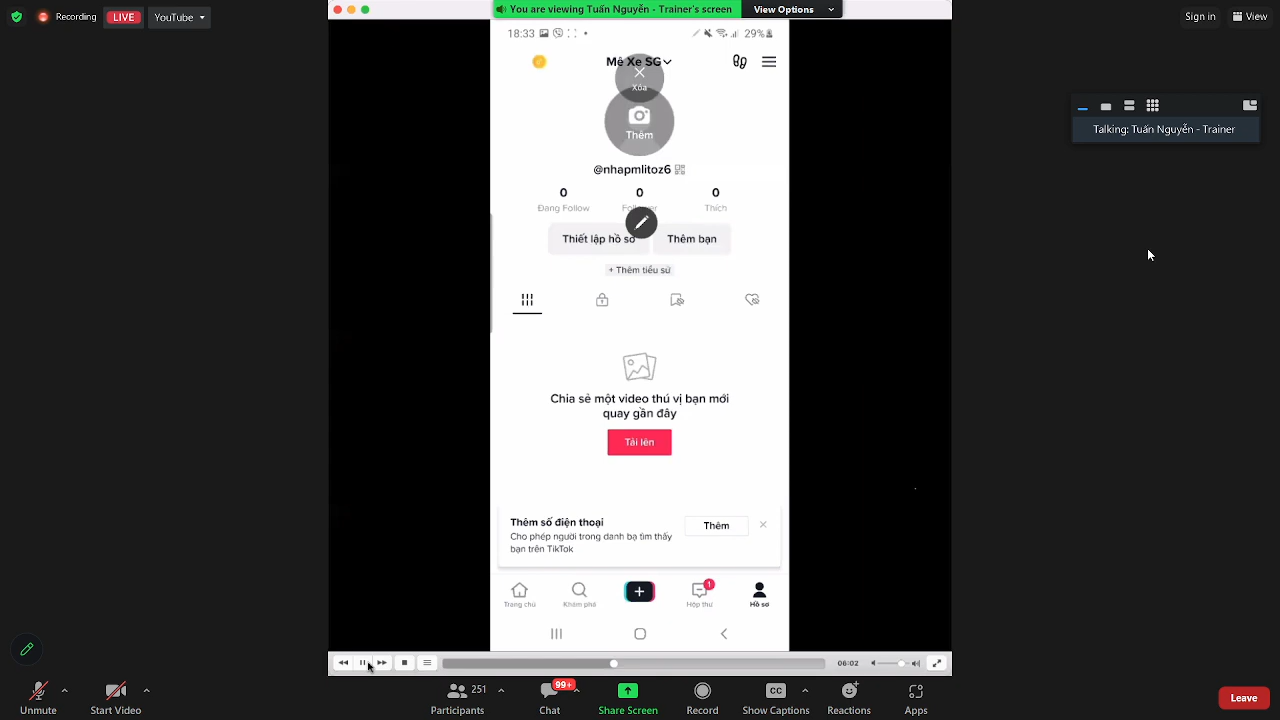 You are viewing Tuấn Nguyễn - Trainer's screen
View Options
Recording
LIVE
YouTube
View
18:33
29%
Mê Xe SG
Xóa
Thêm
@nhapmlitoz6
0
0
0
Đang Follow
Thích
Thiết lập hồ sơ
Thêm bạn
+ Thêm tiểu sử
Chia sẻ một video thú vị bạn mới
quay gần đây
Tải lên
Thêm số điện thoại
Cho phép người trong danh bạ tìm thấy
bạn trên TikTok
Thêm
1
Trang chủ
Khám phá
Hộp thư
Hồ sơ
Talking: Tuấn Nguyễn - Trainer
06:02
Unmute
Start Video
251
Participants
99+
Chat
Share Screen
Record
CC
Show Captions
Reactions
Apps
Leave